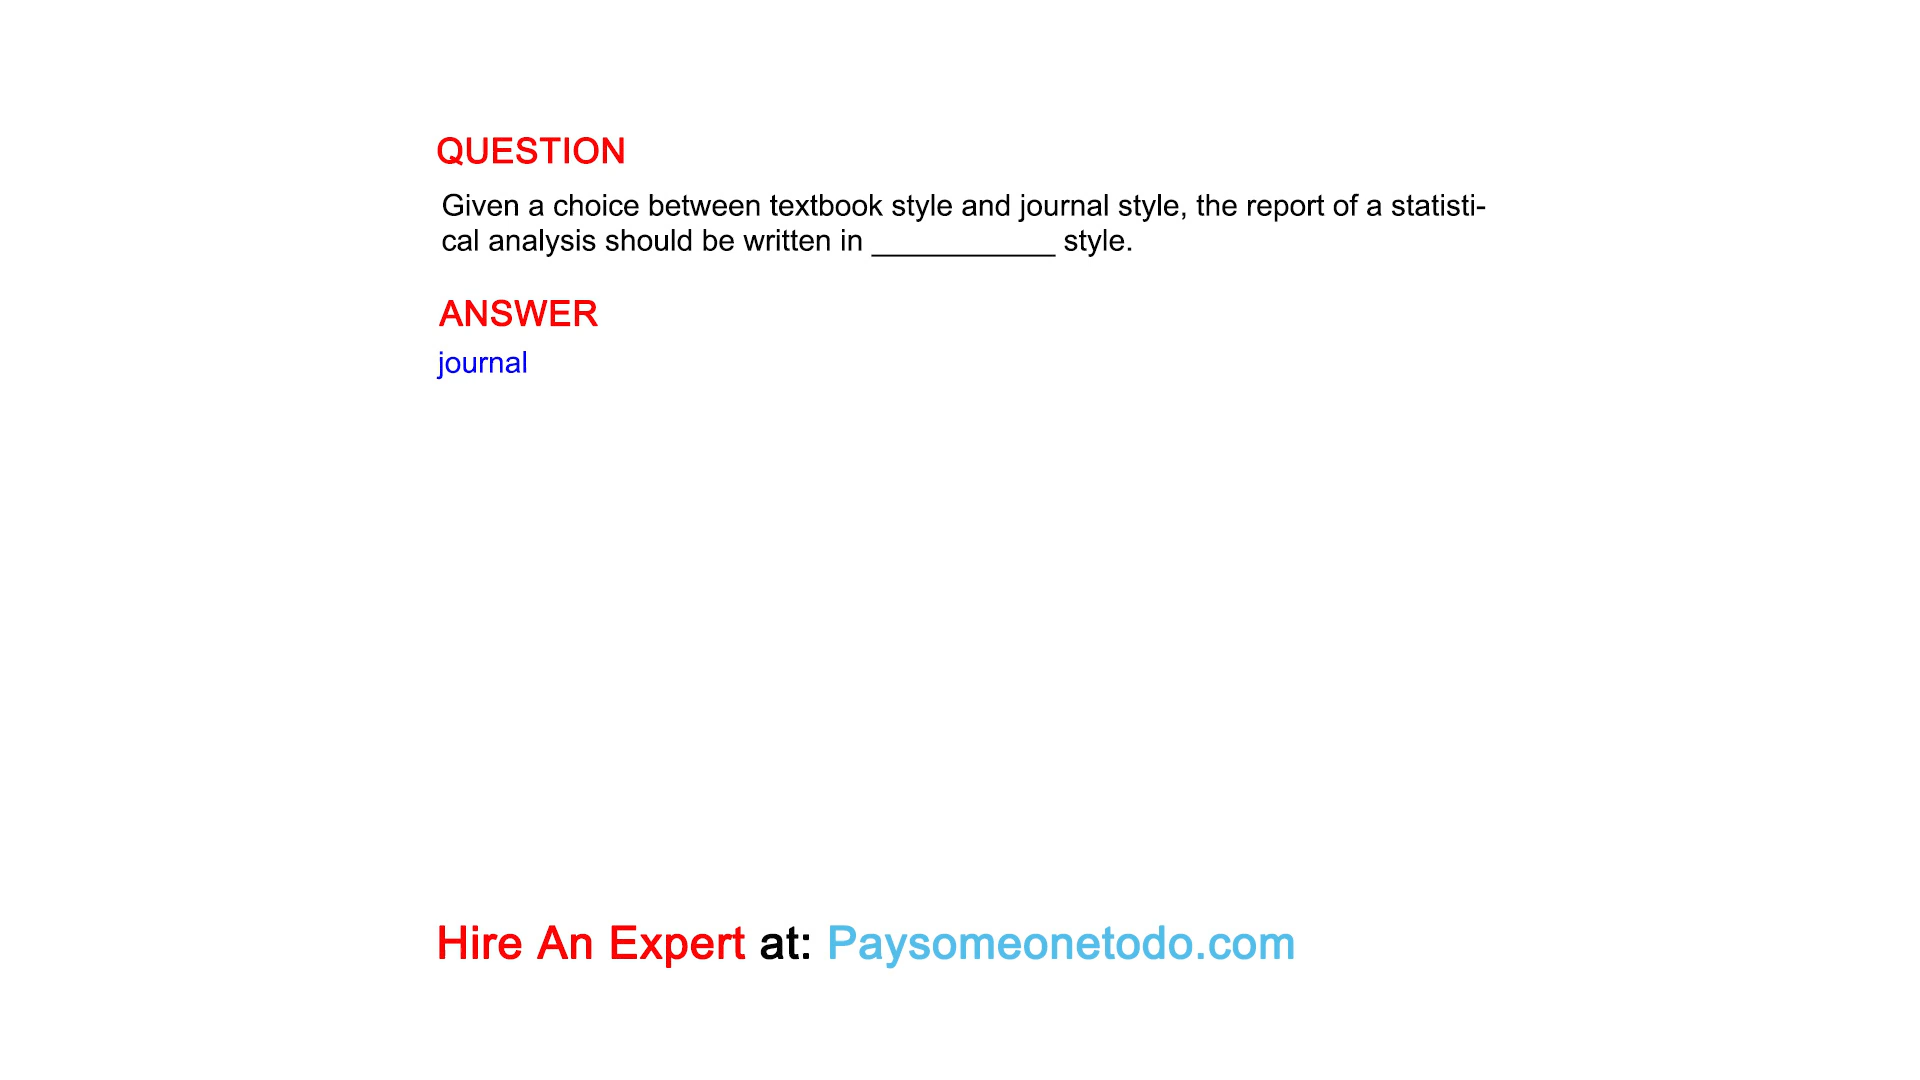 QUESTION
Given a choice between textbook style and journal style, the report of a statisti-
cal analysis should be written in ___________ style.
ANSWER
journal
Hire An Expert at: Paysomeonetodo.com